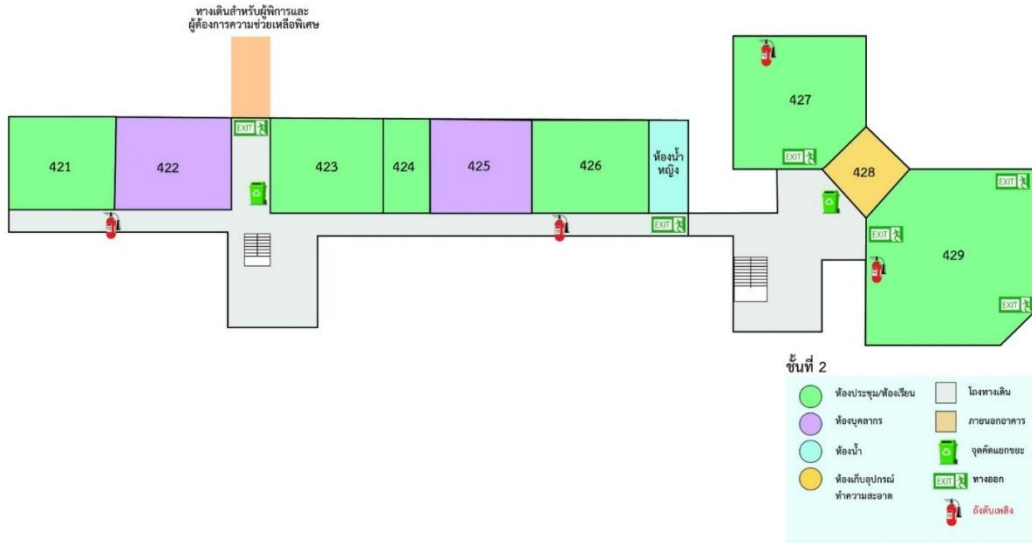 ทางเดินสำหรับผู้พิการและ
ผู้ต้องการความช่วยเหลือพิเศษ
EXIT
421
422
423
424
425
426
ห้องน้ำ
หญิง
EXIT
427
EXIT
428
EXIT
EXIT
429
EXIT
ชั้นที่ 2
ห้องประชุม/ห้องเรียน
โถงทางเดิน
ห้องบุคลากร
ภายนอกอาคาร
ห้องน้ำ
จุดคัดแยกขยะ
ห้องเก็บอุปกรณ์
ทำความสะอาด
EXIT ทางออก
ถังดับเพลิง